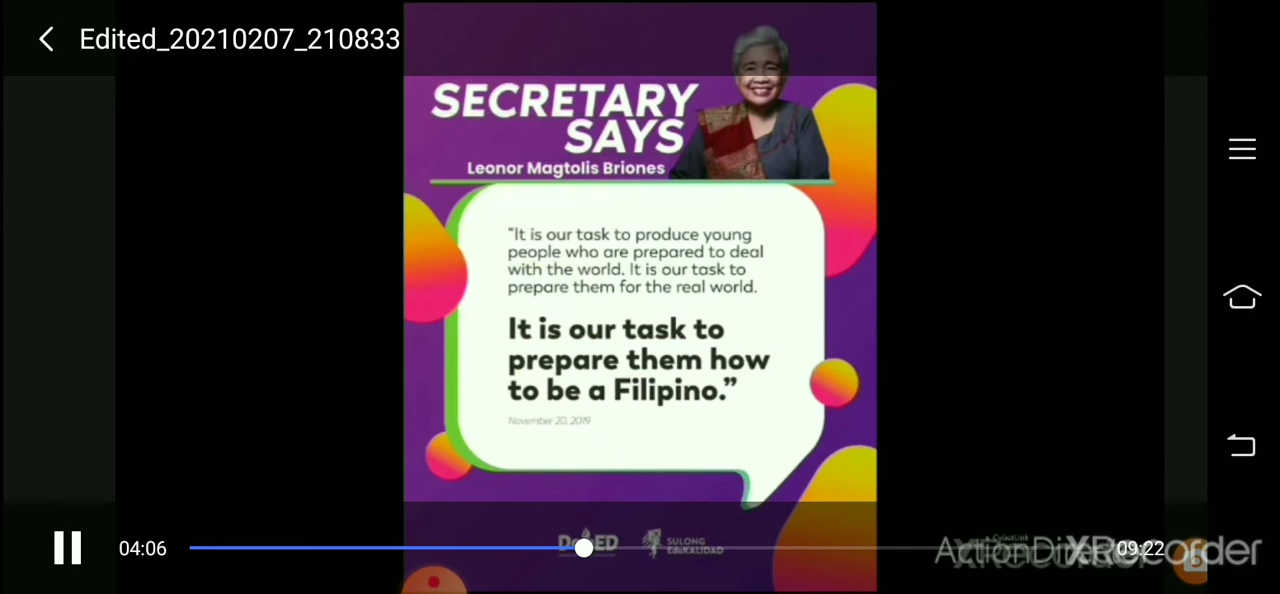 Edited_20210207_210833
SECRETARY
SAYS
Leonor Magtolis Briones
“It is our task to produce young
people who are prepared to deal
with the world. It is our task to
prepare them for the real world.
It is our task to
prepare them how
to be a Filipino.”
November 20, 2019
DepED
SULONG
EduKALIDAD
04:06
09:22
XRecorder